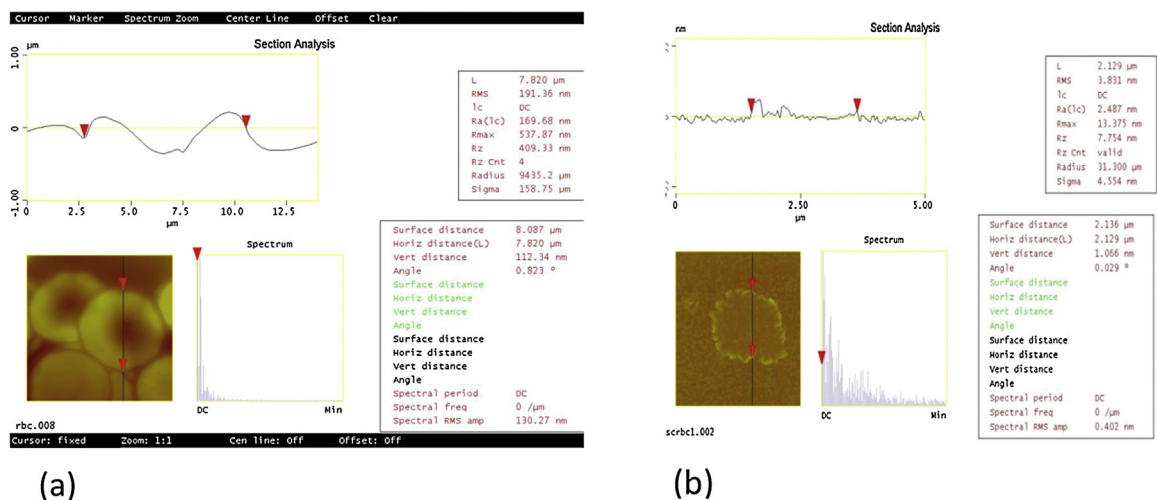 Cursor Marker Spectrum Zoom Center Line Offset Clear
µm Section Analysis
1.00
0
-1.00
0 2.5 5.0 7.5 10.0 12.5
µm
L 7.820 µm
RMS 191.36 nm
lc DC
Ra(lc) 169.68 nm
Rmax 537.87 nm
Rz 409.33 nm
Rz Cnt 4
Radius 9435.2 µm
Sigma 158.75 µm
Surface distance 8.087 µm
Horiz distance(L) 7.820 µm
Vert distance 112.34 nm
Angle 0.823 °
Surface distance
Horiz distance
Vert distance
Angle
Surface distance
Horiz distance
Vert distance
Angle
Spectral period DC
Spectral freq 0 /µm
Spectral RMS amp 130.27 nm
Spectrum
DC Min
rbc.008
Cursor: fixed Zoom: 1:1 Cen line: Off Offset: Off
(a)
nm Section Analysis
0 2.50 5.00
µm
L 2.129 µm
RMS 3.831 nm
lc DC
Ra(lc) 2.487 nm
Rmax 13.375 nm
Rz 7.754 nm
Rz Cnt valid
Radius 31.300 µm
Sigma 4.554 nm
Surface distance 2.136 µm
Horiz distance(L) 2.129 µm
Vert distance 1.066 nm
Angle 0.029 °
Surface distance
Horiz distance
Vert distance
Angle
Surface distance
Horiz distance
Vert distance
Angle
Spectral period DC
Spectral freq 0 /µm
Spectral RMS amp 0.402 nm
Spectrum
DC Min
scrbc1.002
(b)